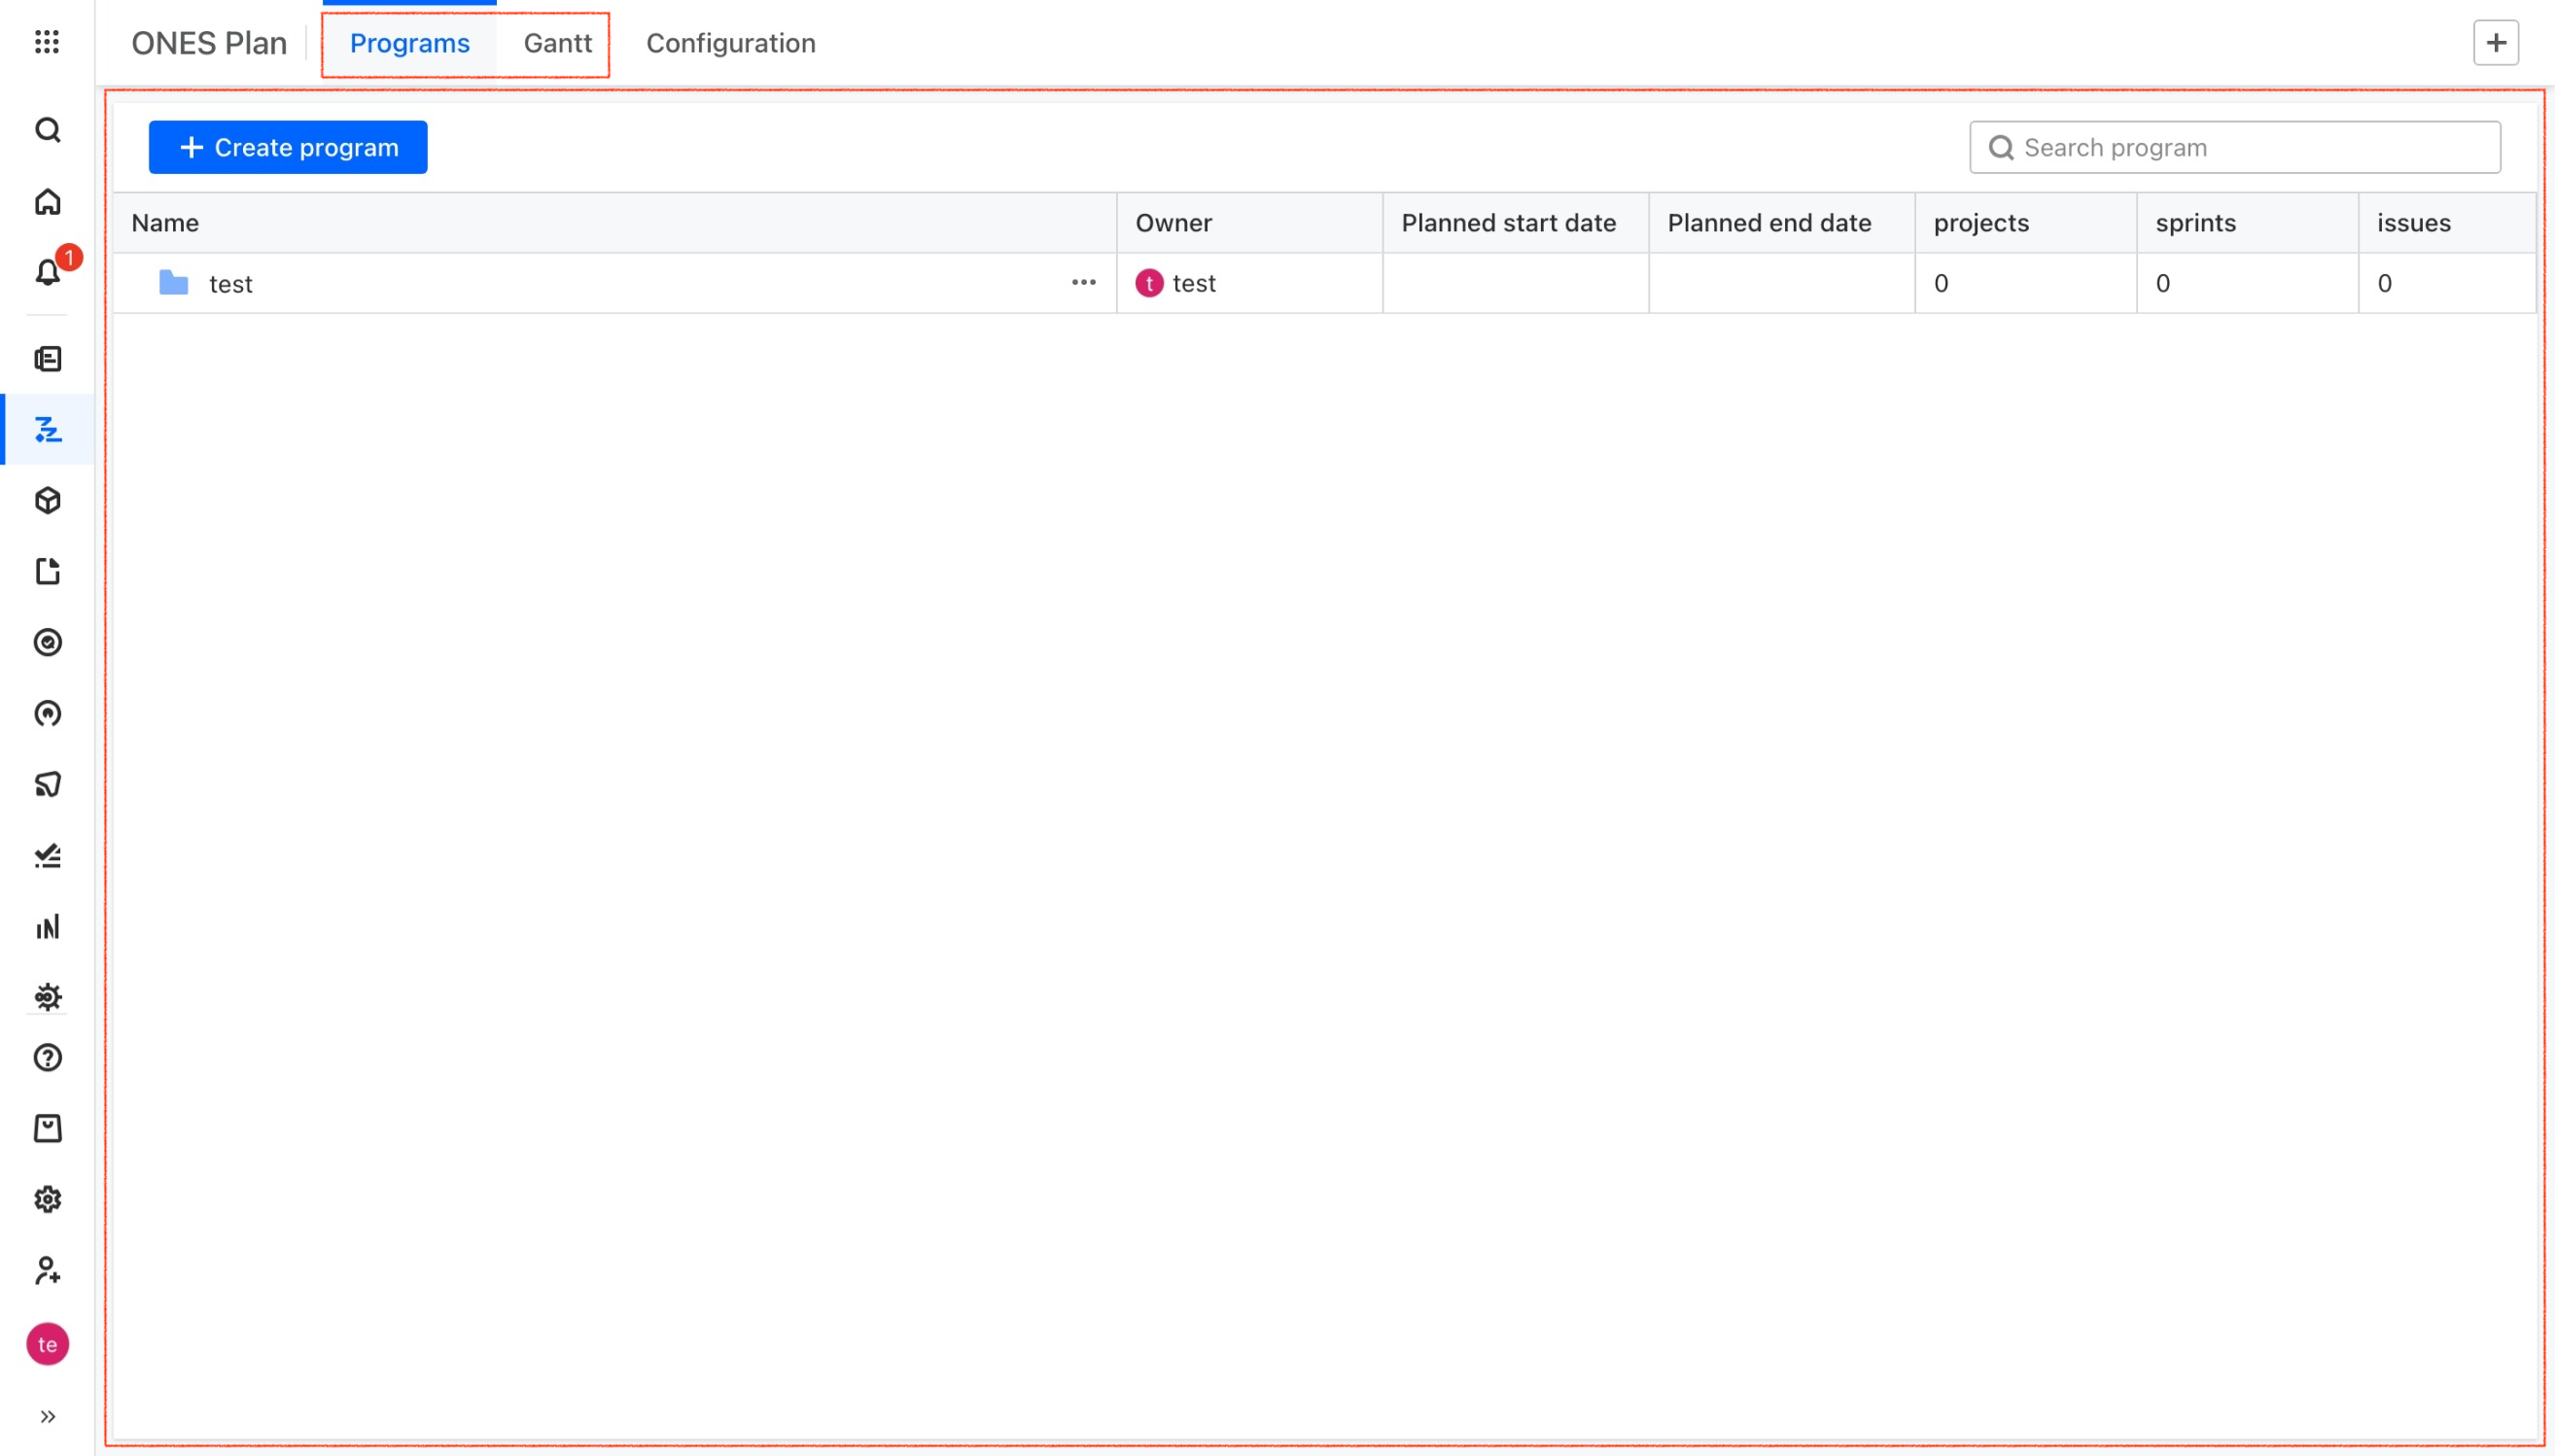 ONES Plan Programs Gantt Configuration
1
Create program
Search program
Name Owner Planned start date Planned end date projects sprints issues
test t test 0 0 0
te